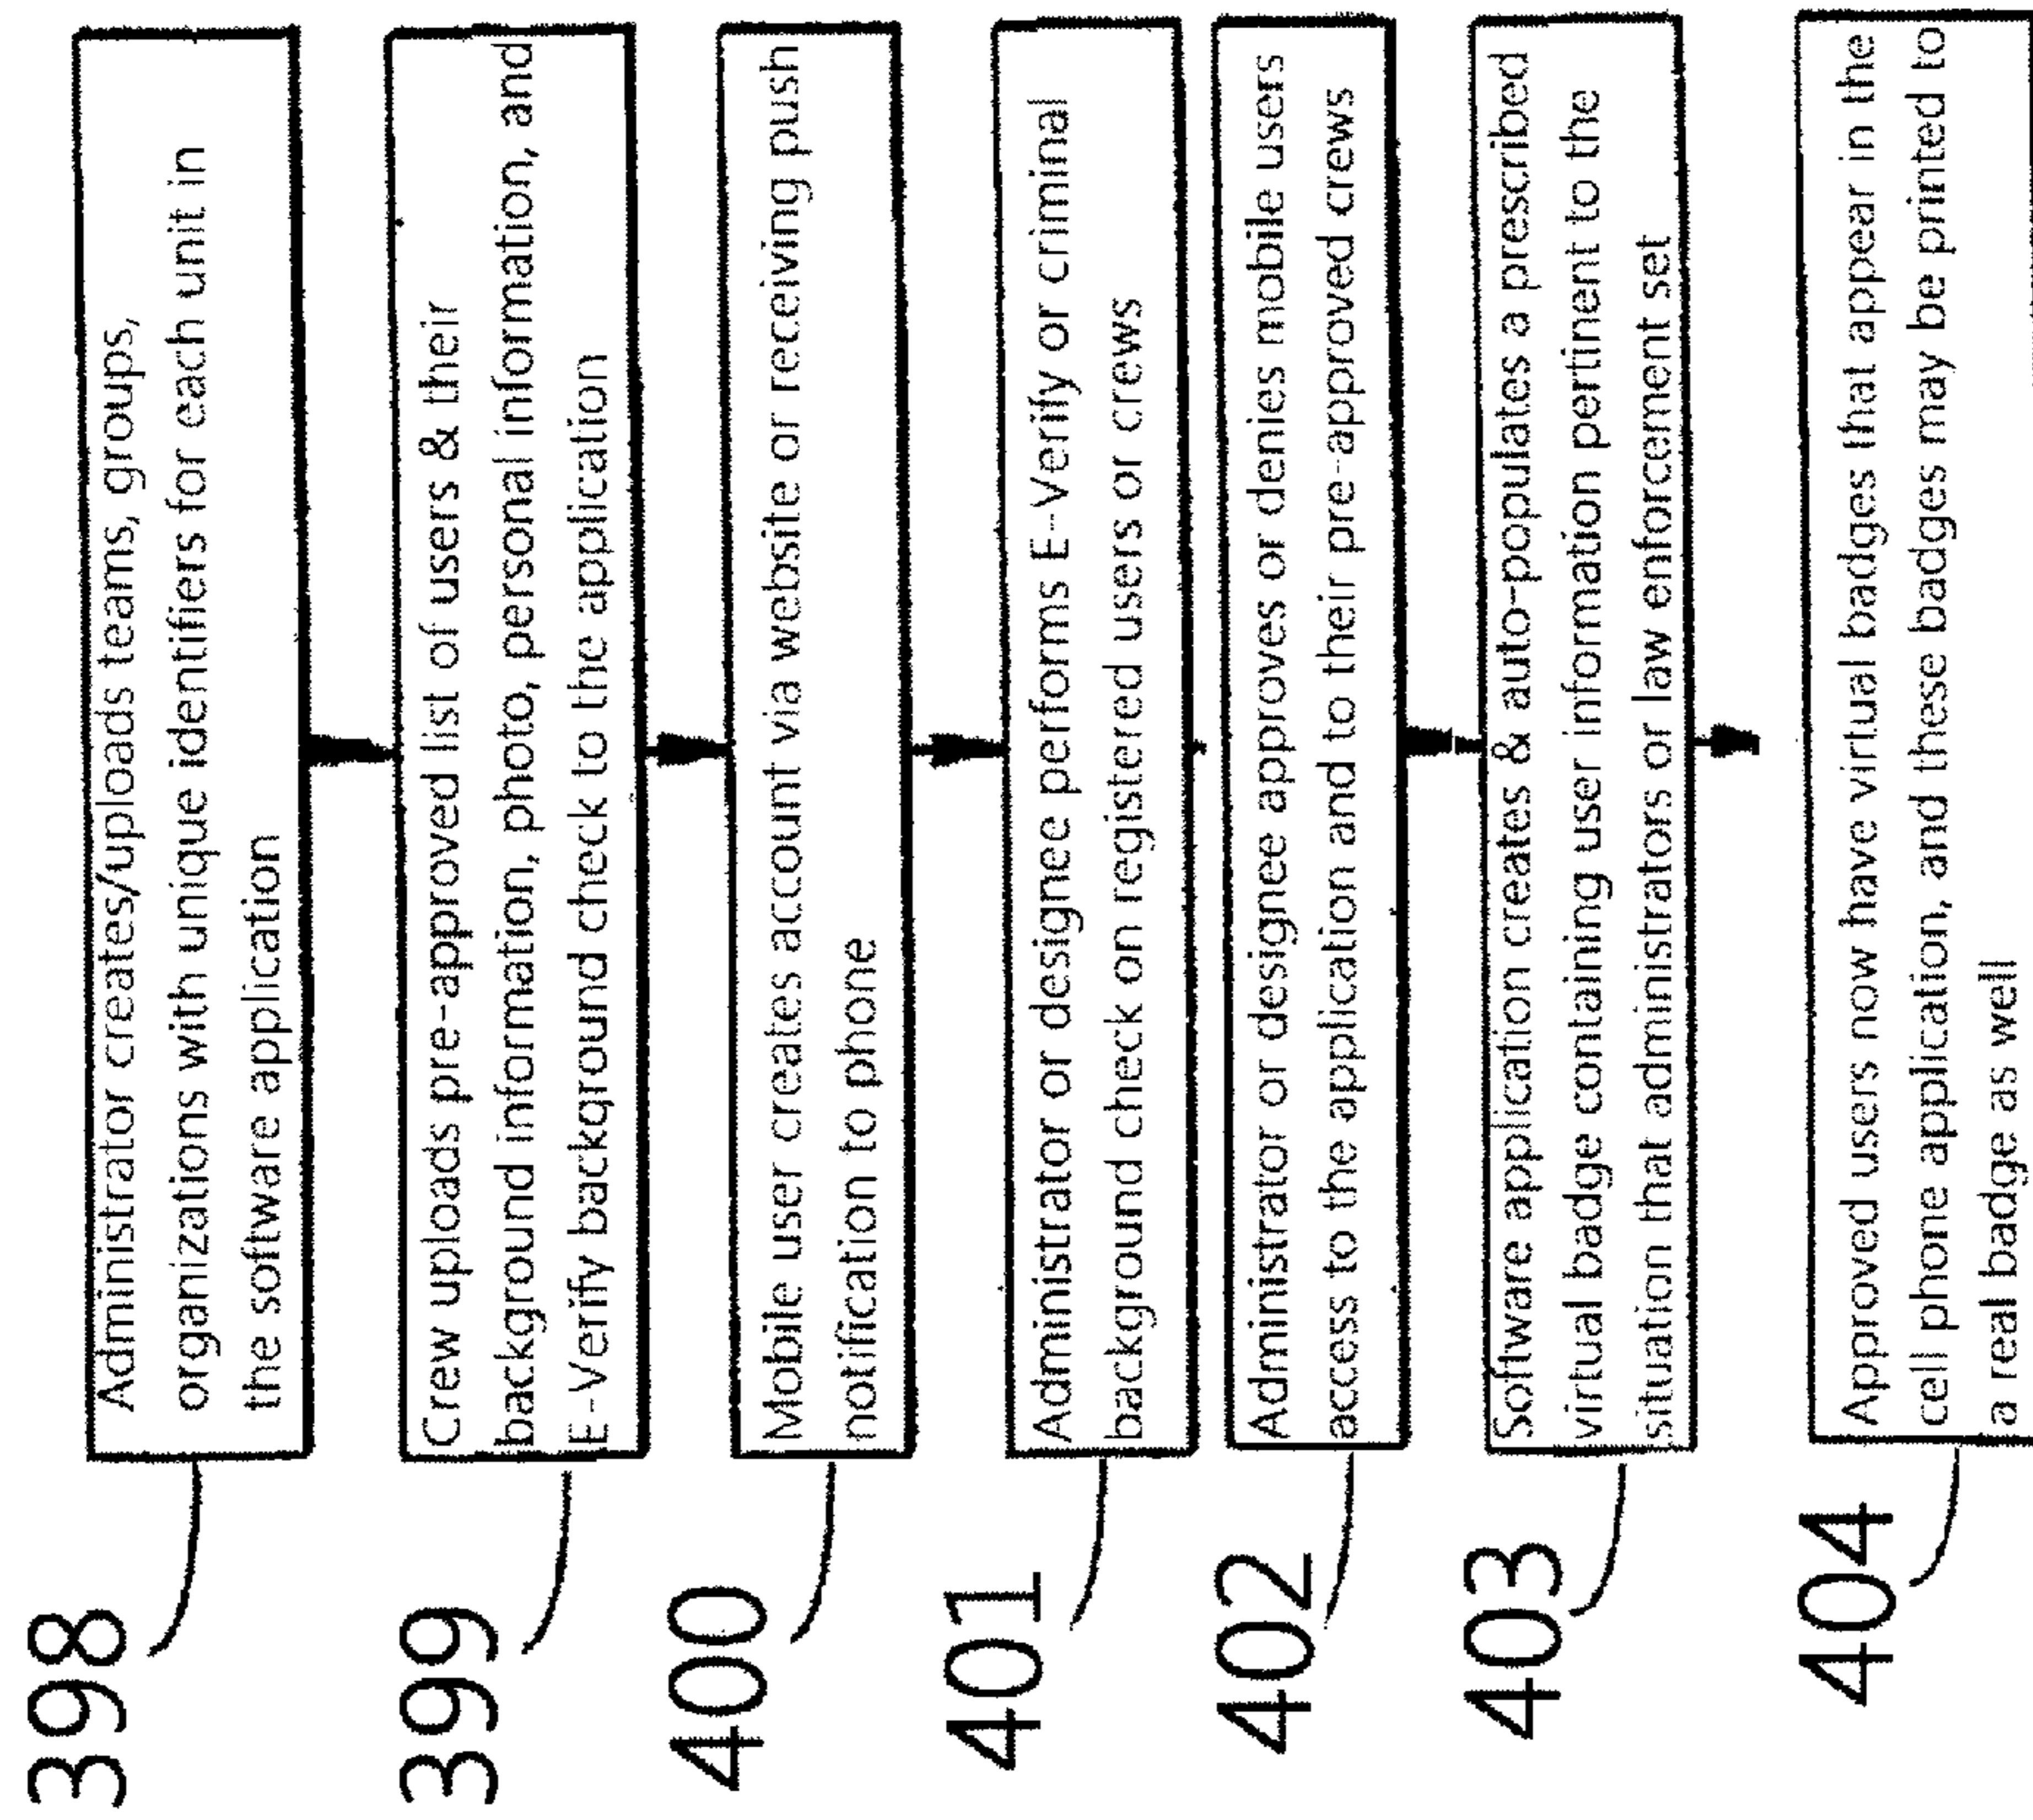 398
Administrator creates/uploads teams, groups,
organizations with unique identifiers for each unit in
the software application
399
Crew uploads pre-approved list of users & their
background information, photo, personal information, and
E-Verify background check to the application
400
Mobile user creates account via website or receiving push
notification to phone
401
Administrator or designee performs E-Verify or criminal
background check on registered users or crews
402
Administrator or designee approves or denies mobile users
access to the application and to their pre-approved crews
403
Software application creates & auto-populates a prescribed
virtual badge containing user information pertinent to the
situation that administrators or law enforcement set
404
Approved users now have virtual badges that appear in the
cell phone application, and these badges may be printed to
a real badge as well